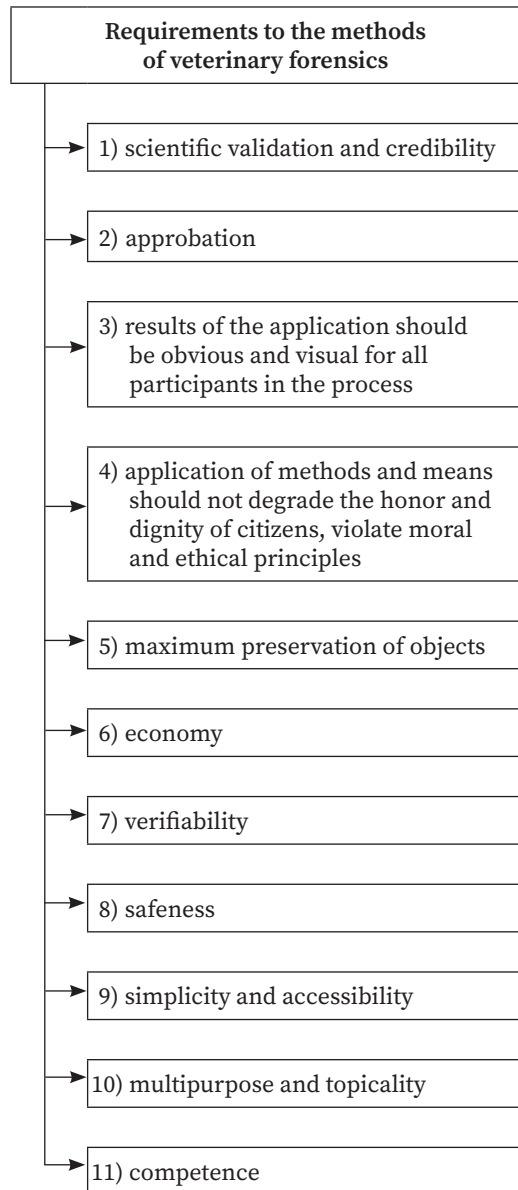 Requirements to the methods
of veterinary forensics
1) scientific validation and credibility
2) approbation
3) results of the application should
be obvious and visual for all
participants in the process
4) application of methods and means
should not degrade the honor and
dignity of citizens, violate moral
and ethical principles
5) maximum preservation of objects
6) economy
7) verifiability
8) safeness
9) simplicity and accessibility
10) multipurpose and topicality
11) competence